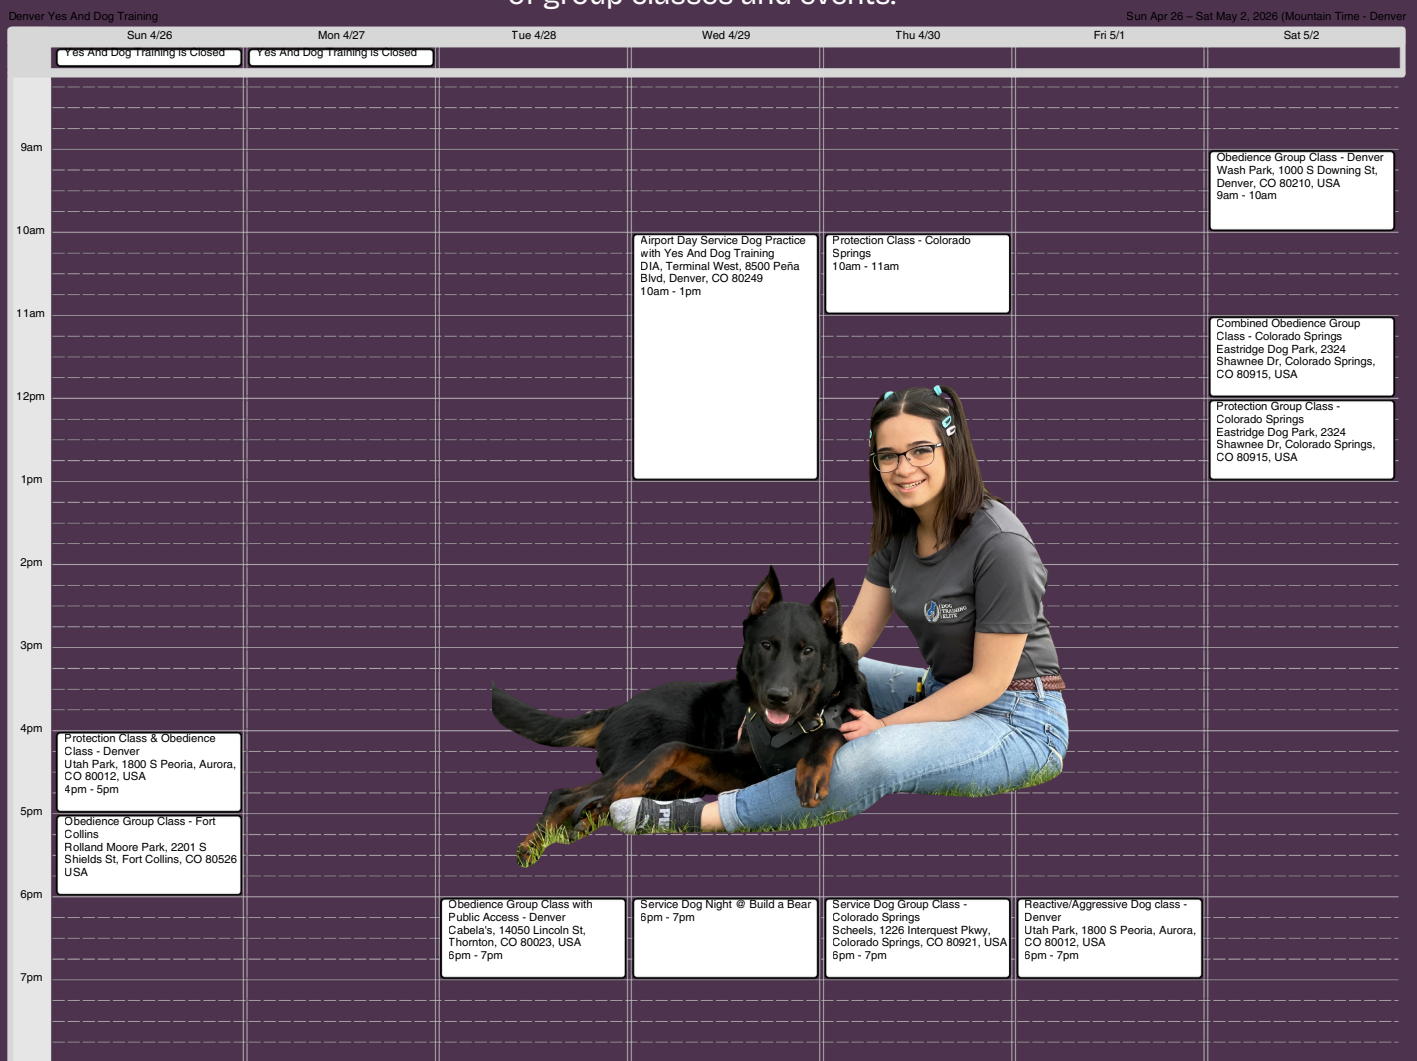 of group classes and events.
Denver Yes And Dog Training
Sun Apr 26 – Sat May 2, 2026 (Mountain Time - Denver
Sun 4/26
Mon 4/27
Tue 4/28
Wed 4/29
Thu 4/30
Fri 5/1
Sat 5/2
Yes And Dog Training is Closed
Yes And Dog Training is Closed
9am
10am
11am
12pm
1pm
2pm
3pm
4pm
5pm
6pm
7pm
Protection Class & Obedience
Class - Denver
Utah Park, 1800 S Peoria, Aurora,
CO 80012, USA
4pm - 5pm
Obedience Group Class - Fort
Collins
Rolland Moore Park, 2201 S
Shields St, Fort Collins, CO 80526
USA
Obedience Group Class with
Public Access - Denver
Cabela's, 14050 Lincoln St,
Thornton, CO 80023, USA
6pm - 7pm
Airport Day Service Dog Practice
with Yes And Dog Training
DIA, Terminal West, 8500 Peña
Blvd, Denver, CO 80249
10am - 1pm
Service Dog Night @ Build a Bear
6pm - 7pm
Protection Class - Colorado
Springs
10am - 11am
Service Dog Group Class -
Colorado Springs
Scheels, 1226 Interquest Pkwy,
Colorado Springs, CO 80921, USA
6pm - 7pm
Reactive/Aggressive Dog class -
Denver
Utah Park, 1800 S Peoria, Aurora,
CO 80012, USA
6pm - 7pm
Obedience Group Class - Denver
Wash Park, 1000 S Downing St,
Denver, CO 80210, USA
9am - 10am
Combined Obedience Group
Class - Colorado Springs
Eastridge Dog Park, 2324
Shawnee Dr, Colorado Springs,
CO 80915, USA
Protection Group Class -
Colorado Springs
Eastridge Dog Park, 2324
Shawnee Dr, Colorado Springs,
CO 80915, USA
DOG
TRAINING
ELITE